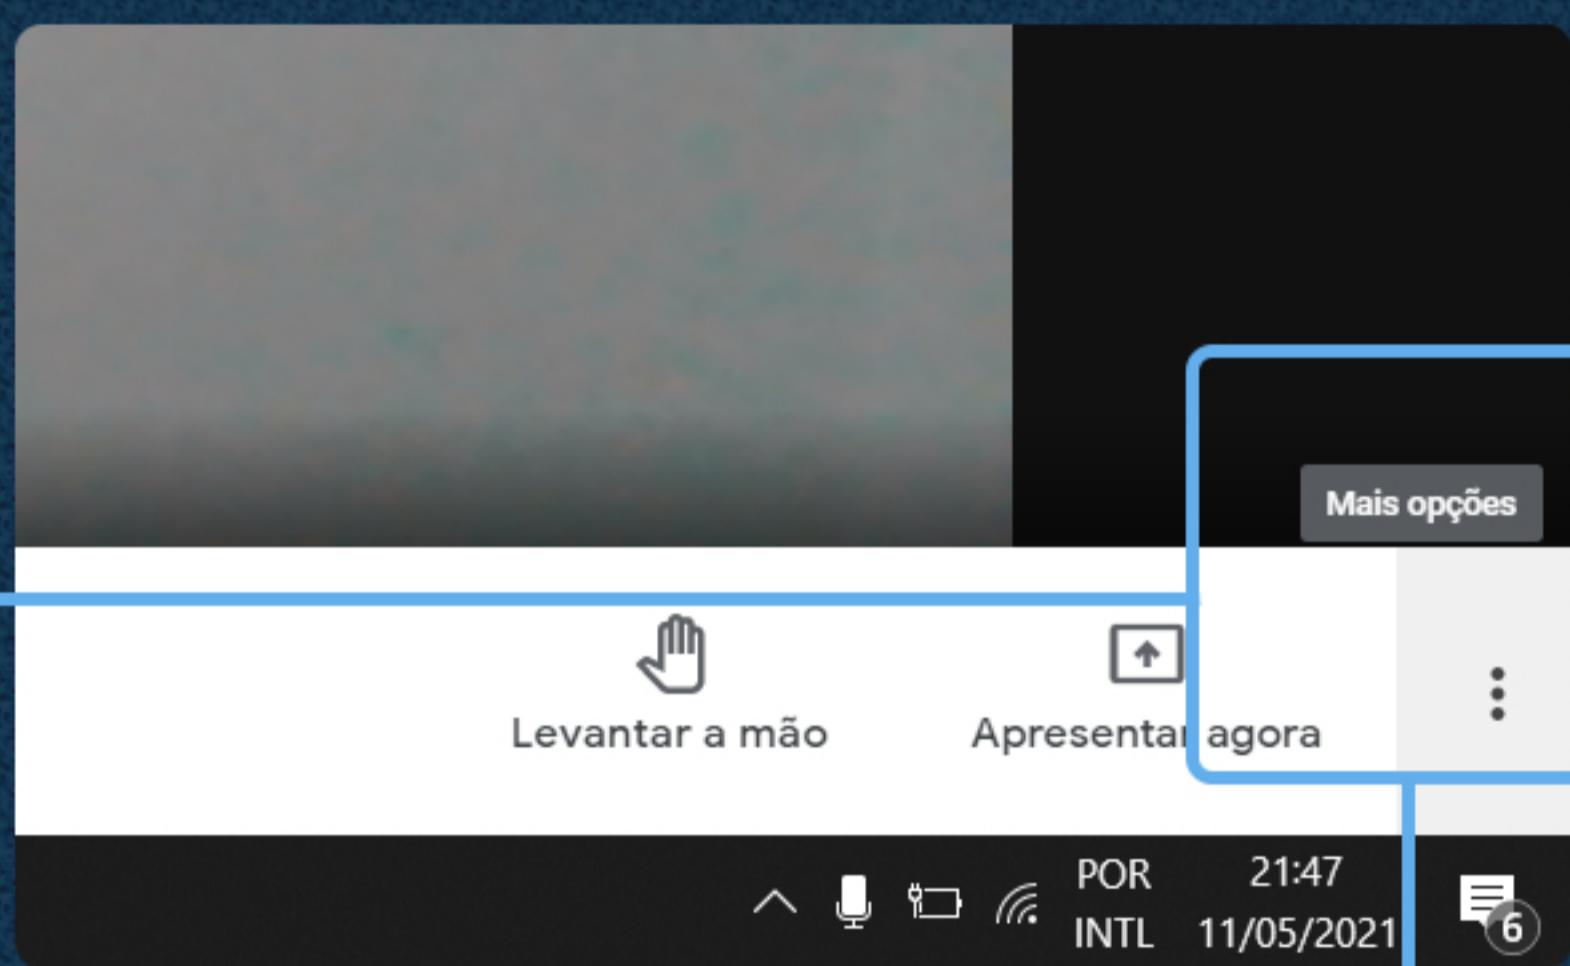 Mais opções
Levantar a mão
Apresentar agora
POR
INTL
21:47
11/05/2021
6